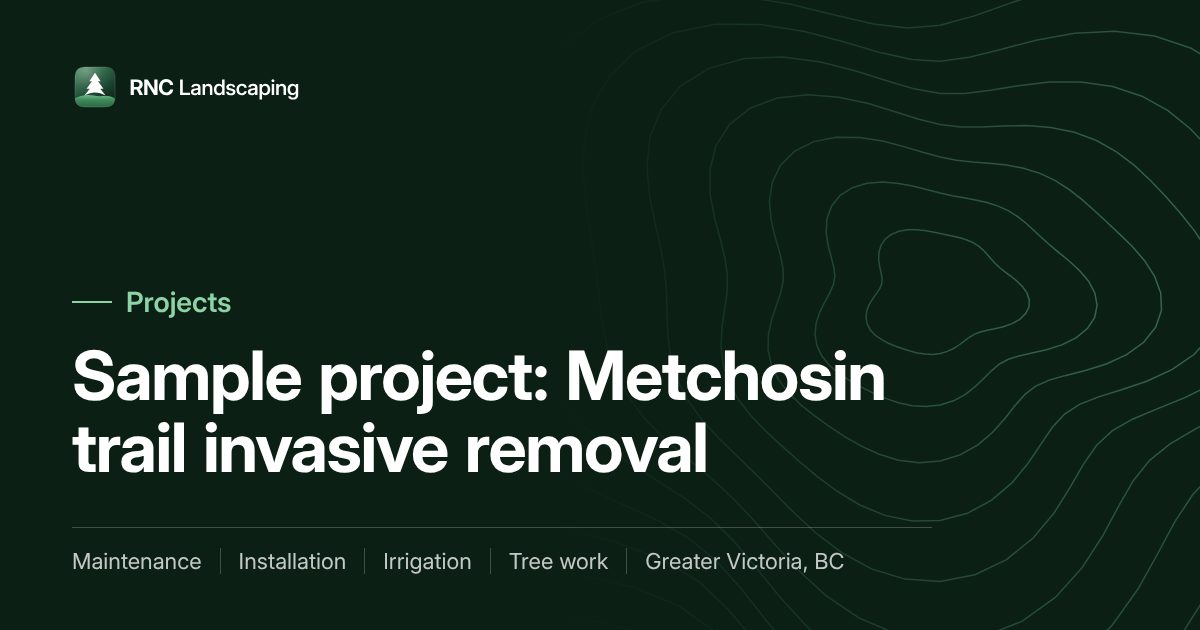 RNC Landscaping
Projects
Sample project: Metchosin
trail invasive removal
Maintenance
Installation
Irrigation
Tree work
Greater Victoria, BC